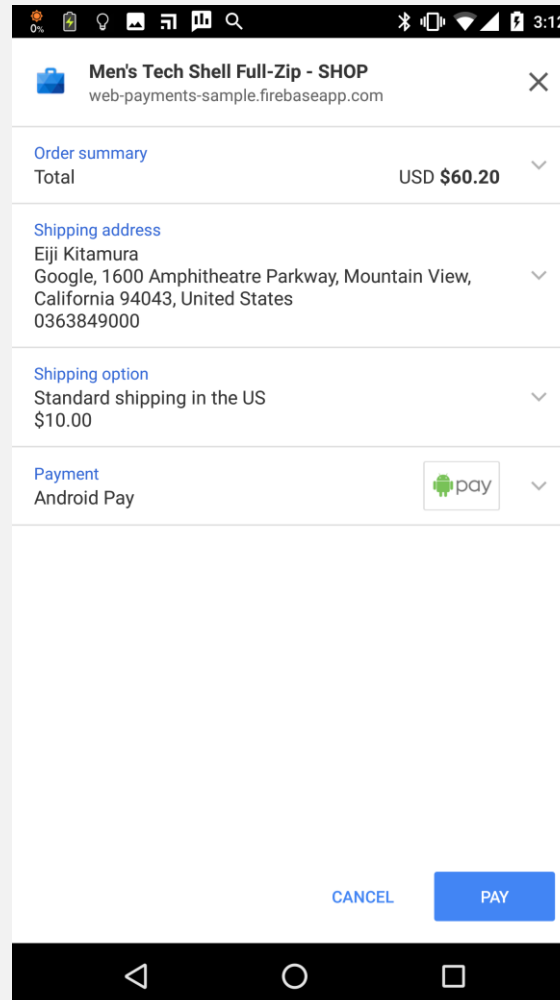 0%
3:12
Men's Tech Shell Full-Zip - SHOP
web-payments-sample.firebaseapp.com
Order summary
Total USD $60.20
Shipping address
Eiji Kitamura
Google, 1600 Amphitheatre Parkway, Mountain View,
California 94043, United States
0363849000
Shipping option
Standard shipping in the US
$10.00
Payment
Android Pay
pay
CANCEL PAY